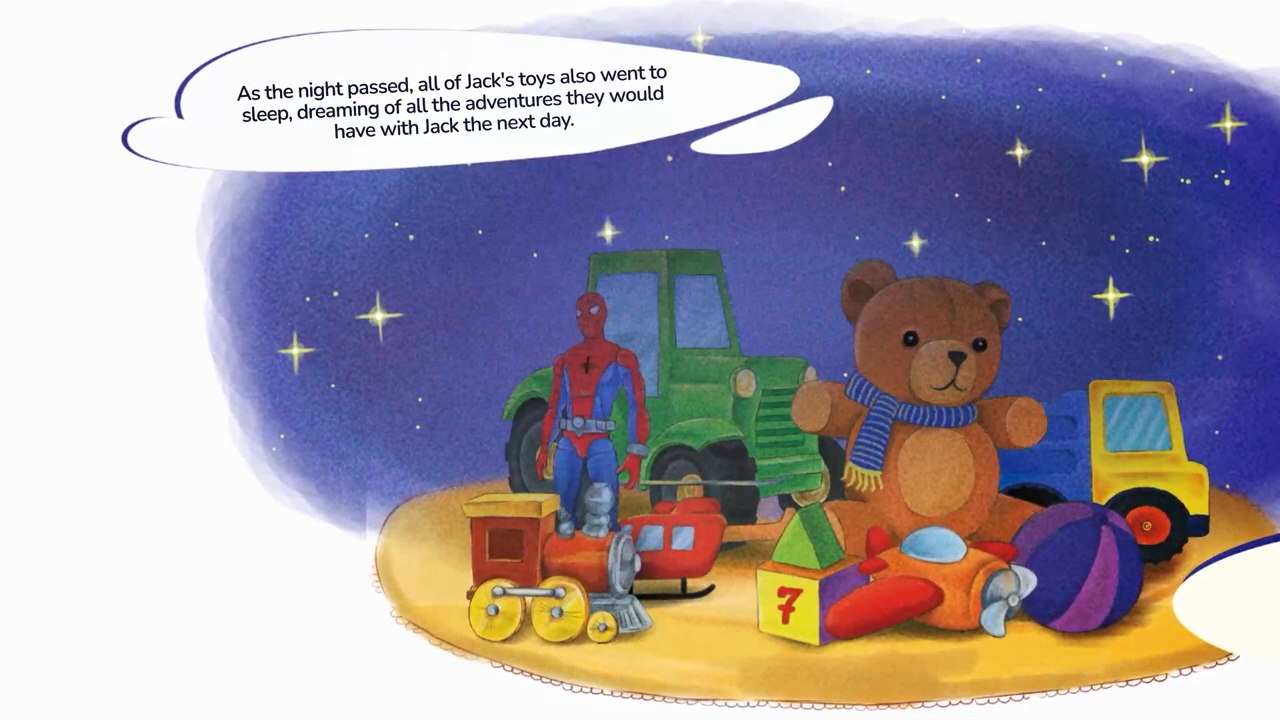 As the night passed, all of Jack's toys also went to
sleep, dreaming of all the adventures they would
have with Jack the next day.
7